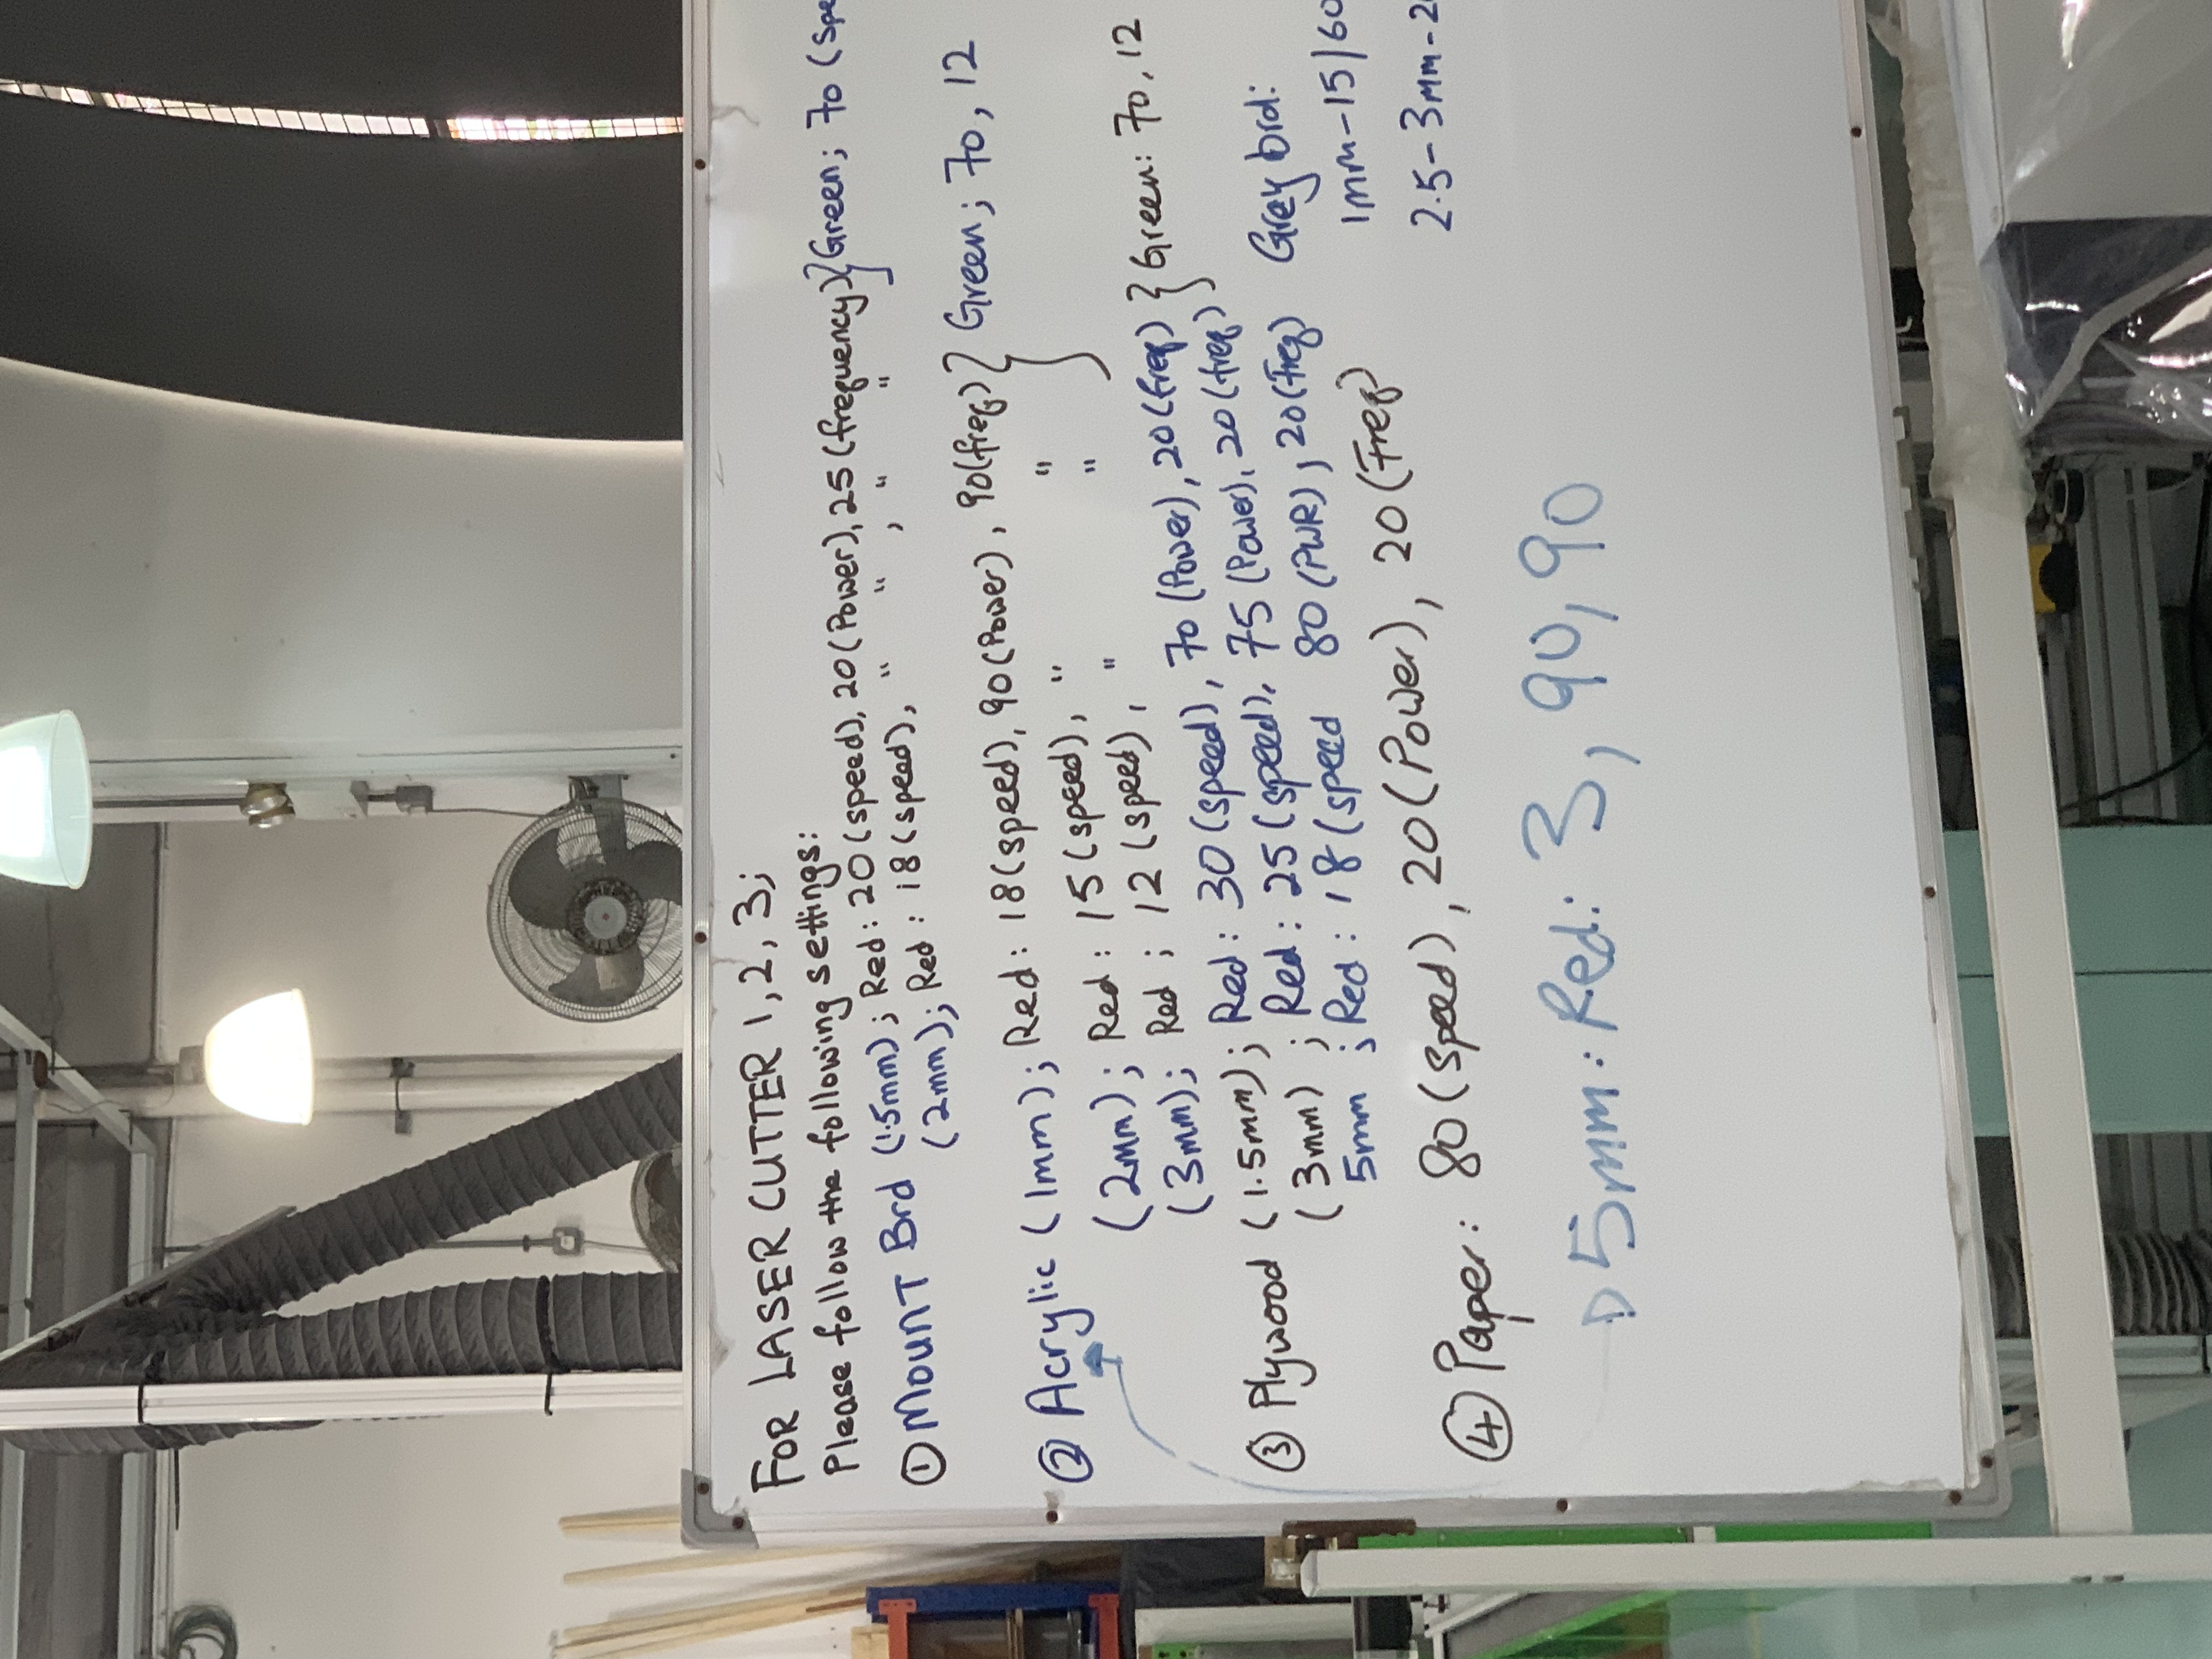 FOR LASER CUTTER 1, 2, 3;
Please follow the following settings:
① Mount Brd (1.5mm); Red: 20 (speed), 20 (Power), 25 (frequency) } Green; 70 (Spe
(2mm); Red: 18 (speed), " " , " "
② Acrylic (1mm); Red: 18 (speed), 90 (Power), 90 (freq) } Green; 70, 12
(2mm); Red: 15 (speed), " "
(3mm); Red; 12 (speed), " "
③ Plywood (1.5mm); Red: 30 (speed), 70 (Power), 20 (freq) } Green: 70, 12
(3mm); Red: 25 (speed), 75 (Power), 20 (freq)
5mm ; Red: 18 (speed 80 (PWR), 20 (Freq)
④ Paper: 80 (Speed), 20 (Power), 20 (Freq)
Grey brd:
1mm-15/60
2.5-3mm-2
5mm: Red: 3, 90, 90